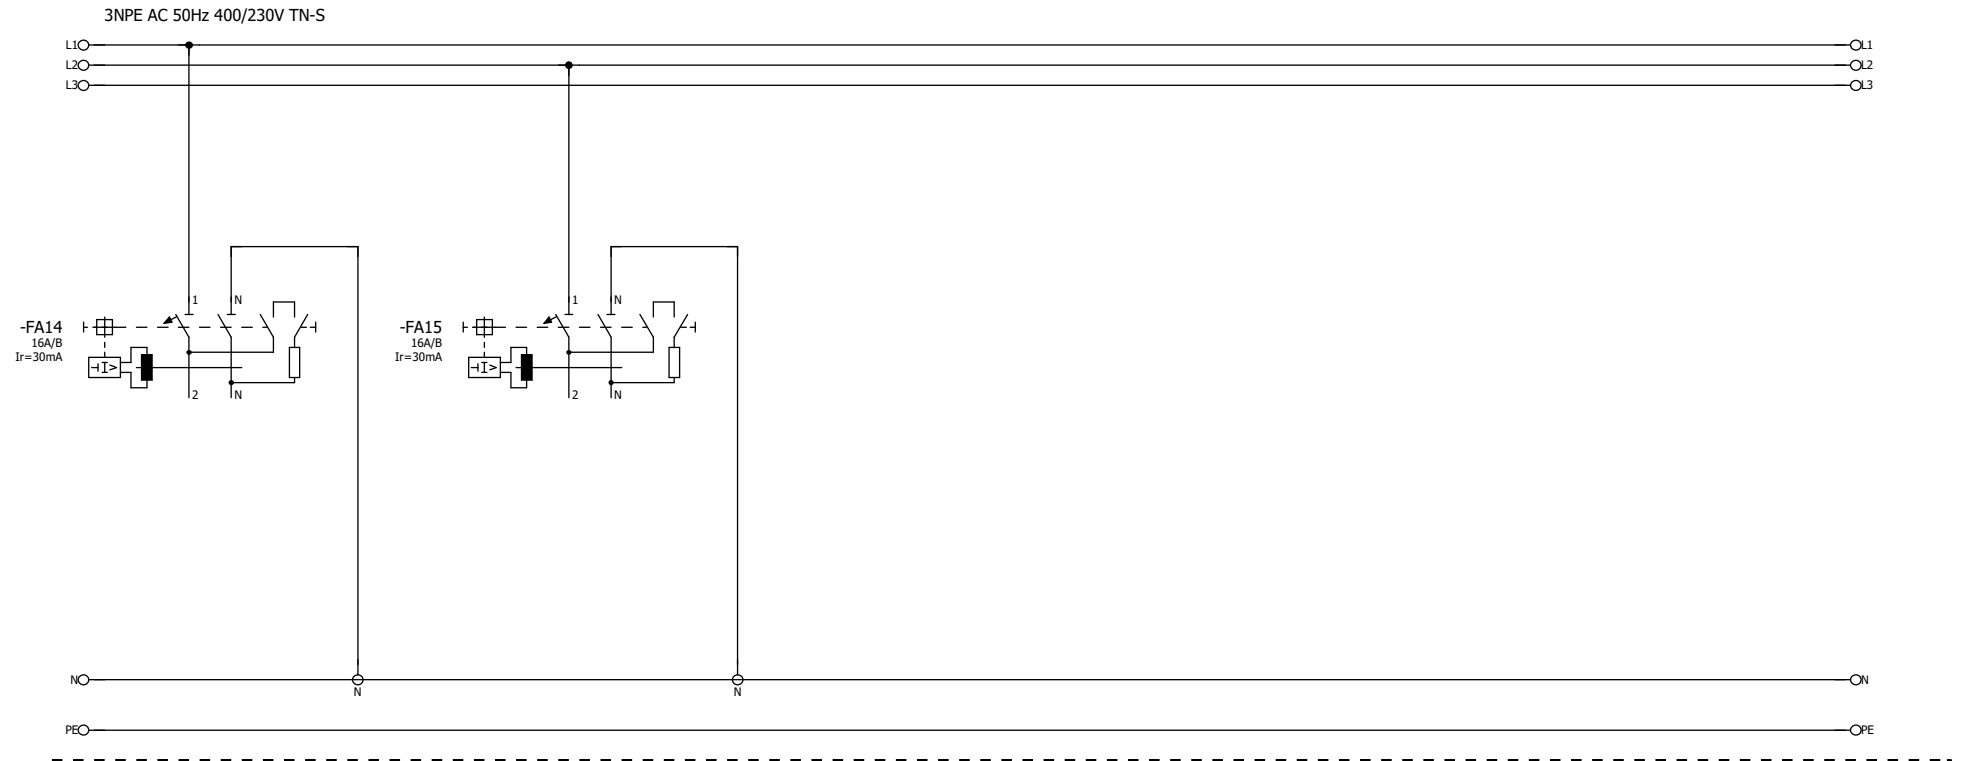 3NPE AC 50Hz 400/230V TN-S
L1 L1
L2 L2
L3 L3
1 N 1 N
-FA14 -FA15
16A/B 16A/B
Ir=30mA Ir=30mA
I> I>
2 N 2 N
N N
N N
PE PE